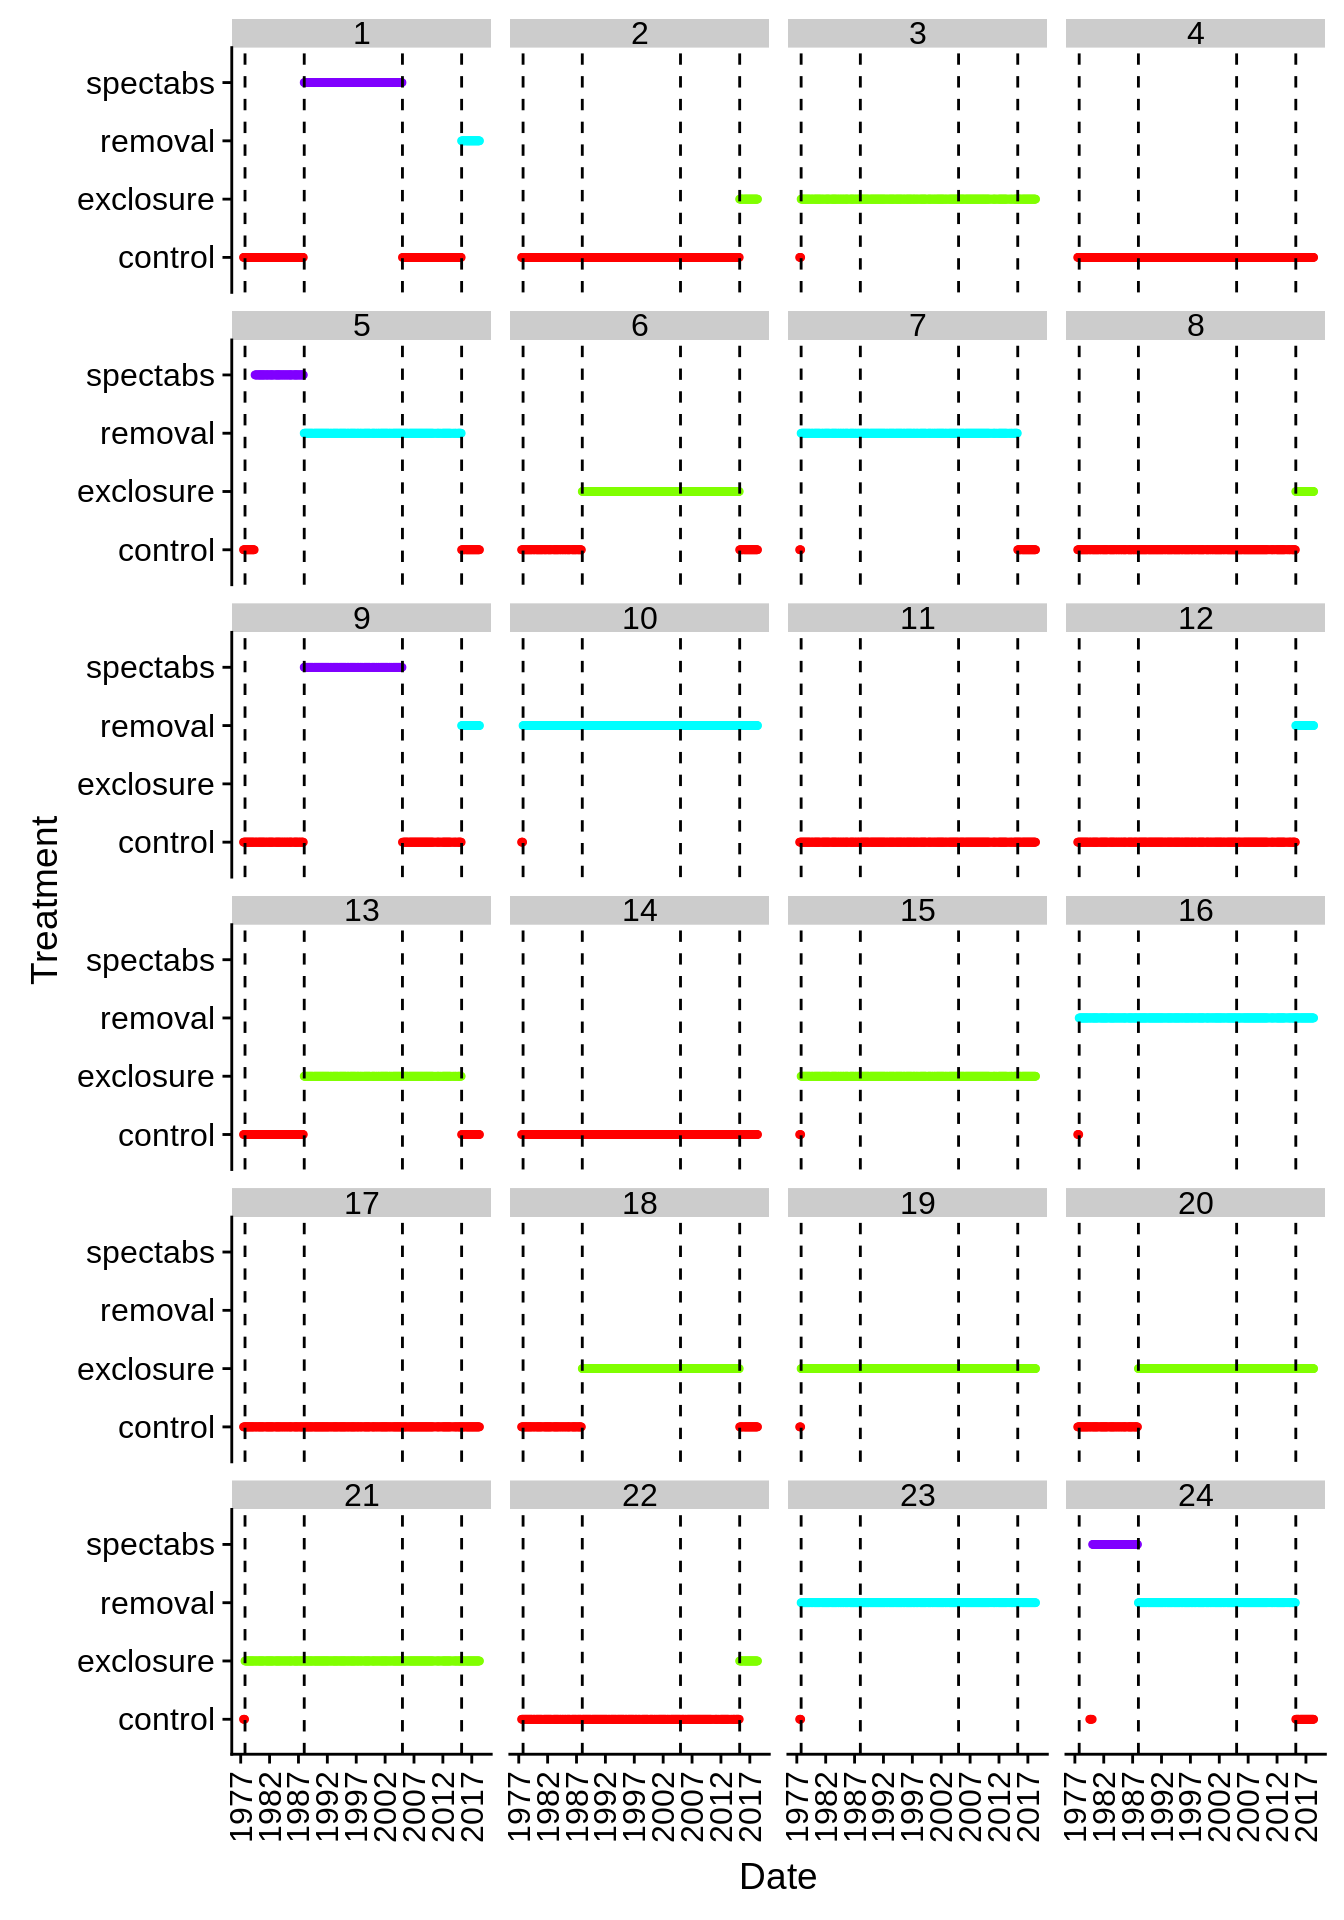 1 2 3 4
spectabs
removal
exclosure
control
5 6 7 8
spectabs
removal
exclosure
control
9 10 11 12
spectabs
removal
exclosure
control
13 14 15 16
spectabs
removal
exclosure
control
17 18 19 20
spectabs
removal
exclosure
control
21 22 23 24
spectabs
removal
exclosure
control
Treatment
1977 1982 1987 1992 1997 2002 2007 2012 2017 1977 1982 1987 1992 1997 2002 2007 2012 2017 1977 1982 1987 1992 1997 2002 2007 2012 2017 1977 1982 1987 1992 1997 2002 2007 2012 2017
Date